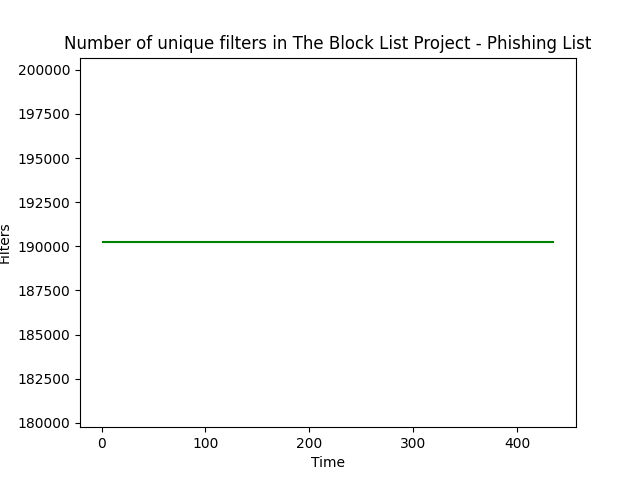 Number of unique filters in The Block List Project - Phishing List
200000
197500
195000
192500
190000
187500
185000
182500
180000
Filters
0 100 200 300 400
Time